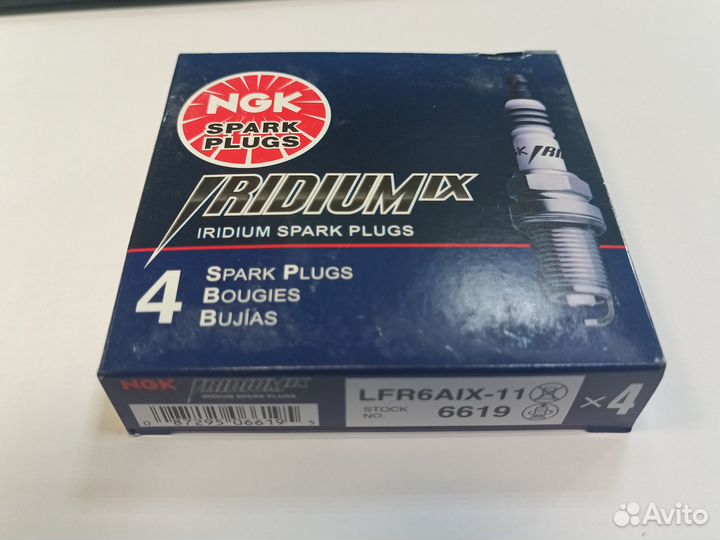 NGK
SPARK
PLUGS
IRIDIUM IX
IRIDIUM SPARK PLUGS
4 SPARK PLUGS
BOUGIES
BUJÍAS
NGK IRIDIUM IX
IRIDIUM SPARK PLUGS
0 87295 06619 5
LFR6AIX-11
STOCK NO. 6619
×4
Avito